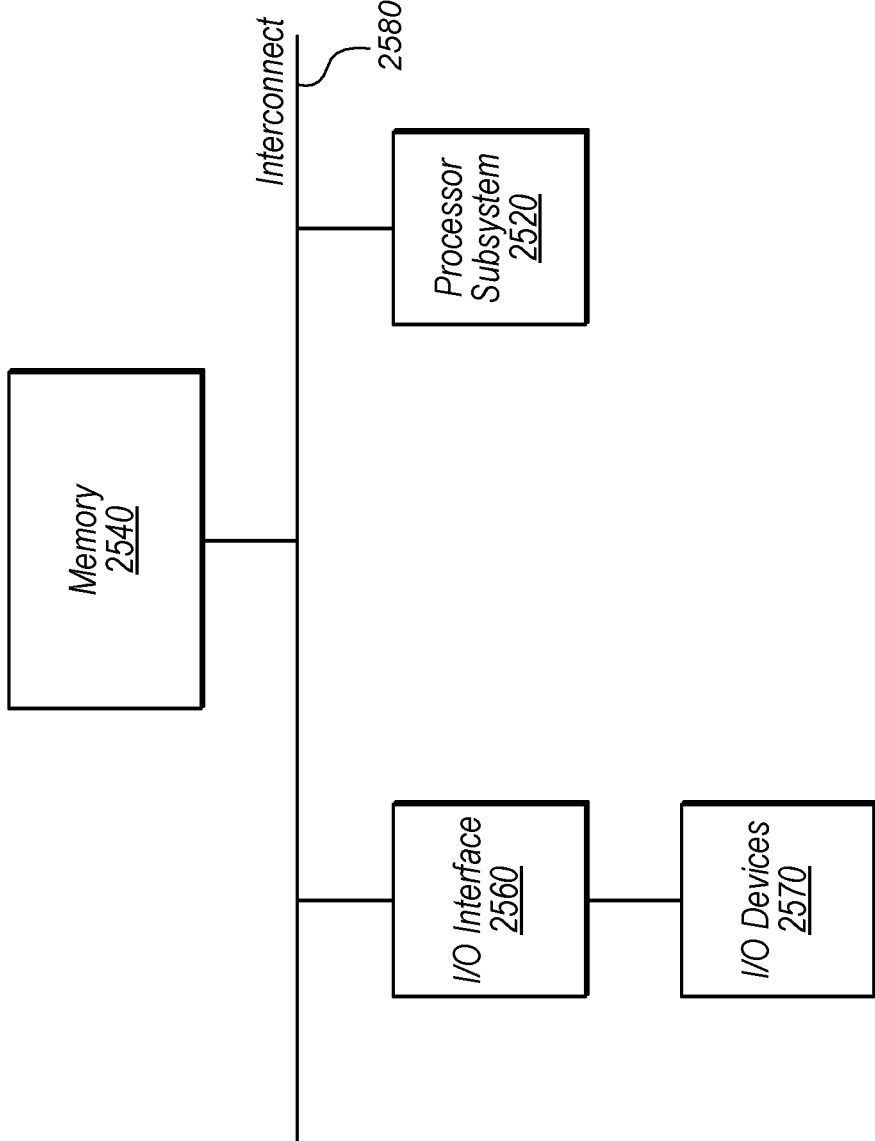 Interconnect
2580
Processor
Subsystem
2520
Memory
2540
I/O Interface
2560
I/O Devices
2570